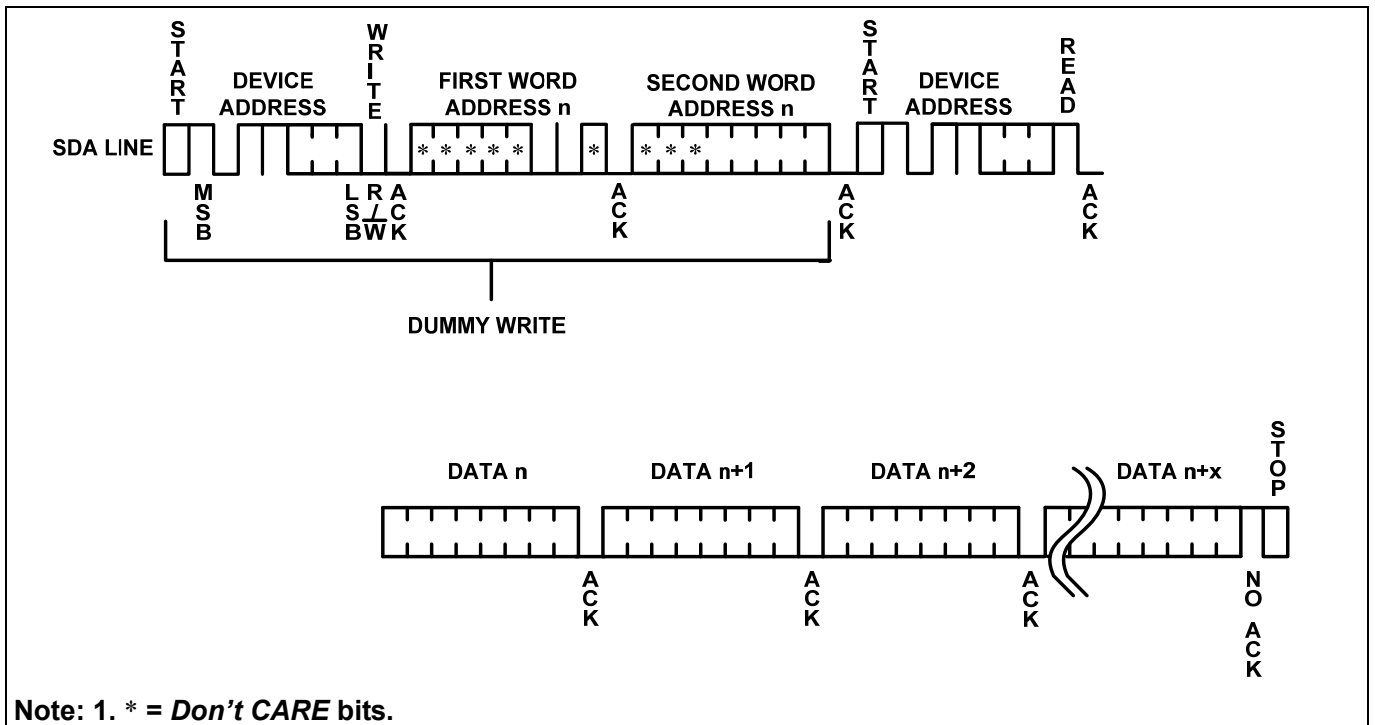 START
DEVICE ADDRESS
WRITE
FIRST WORD ADDRESS n
SECOND WORD ADDRESS n
START
DEVICE ADDRESS
READ
SDA LINE
* * * * *
*
* * *
MSB
LSB
R/W
ACK
ACK
ACK
ACK
DUMMY WRITE
DATA n
DATA n+1
DATA n+2
DATA n+x
STOP
ACK
ACK
ACK
NO ACK
Note: 1. * = Don't CARE bits.